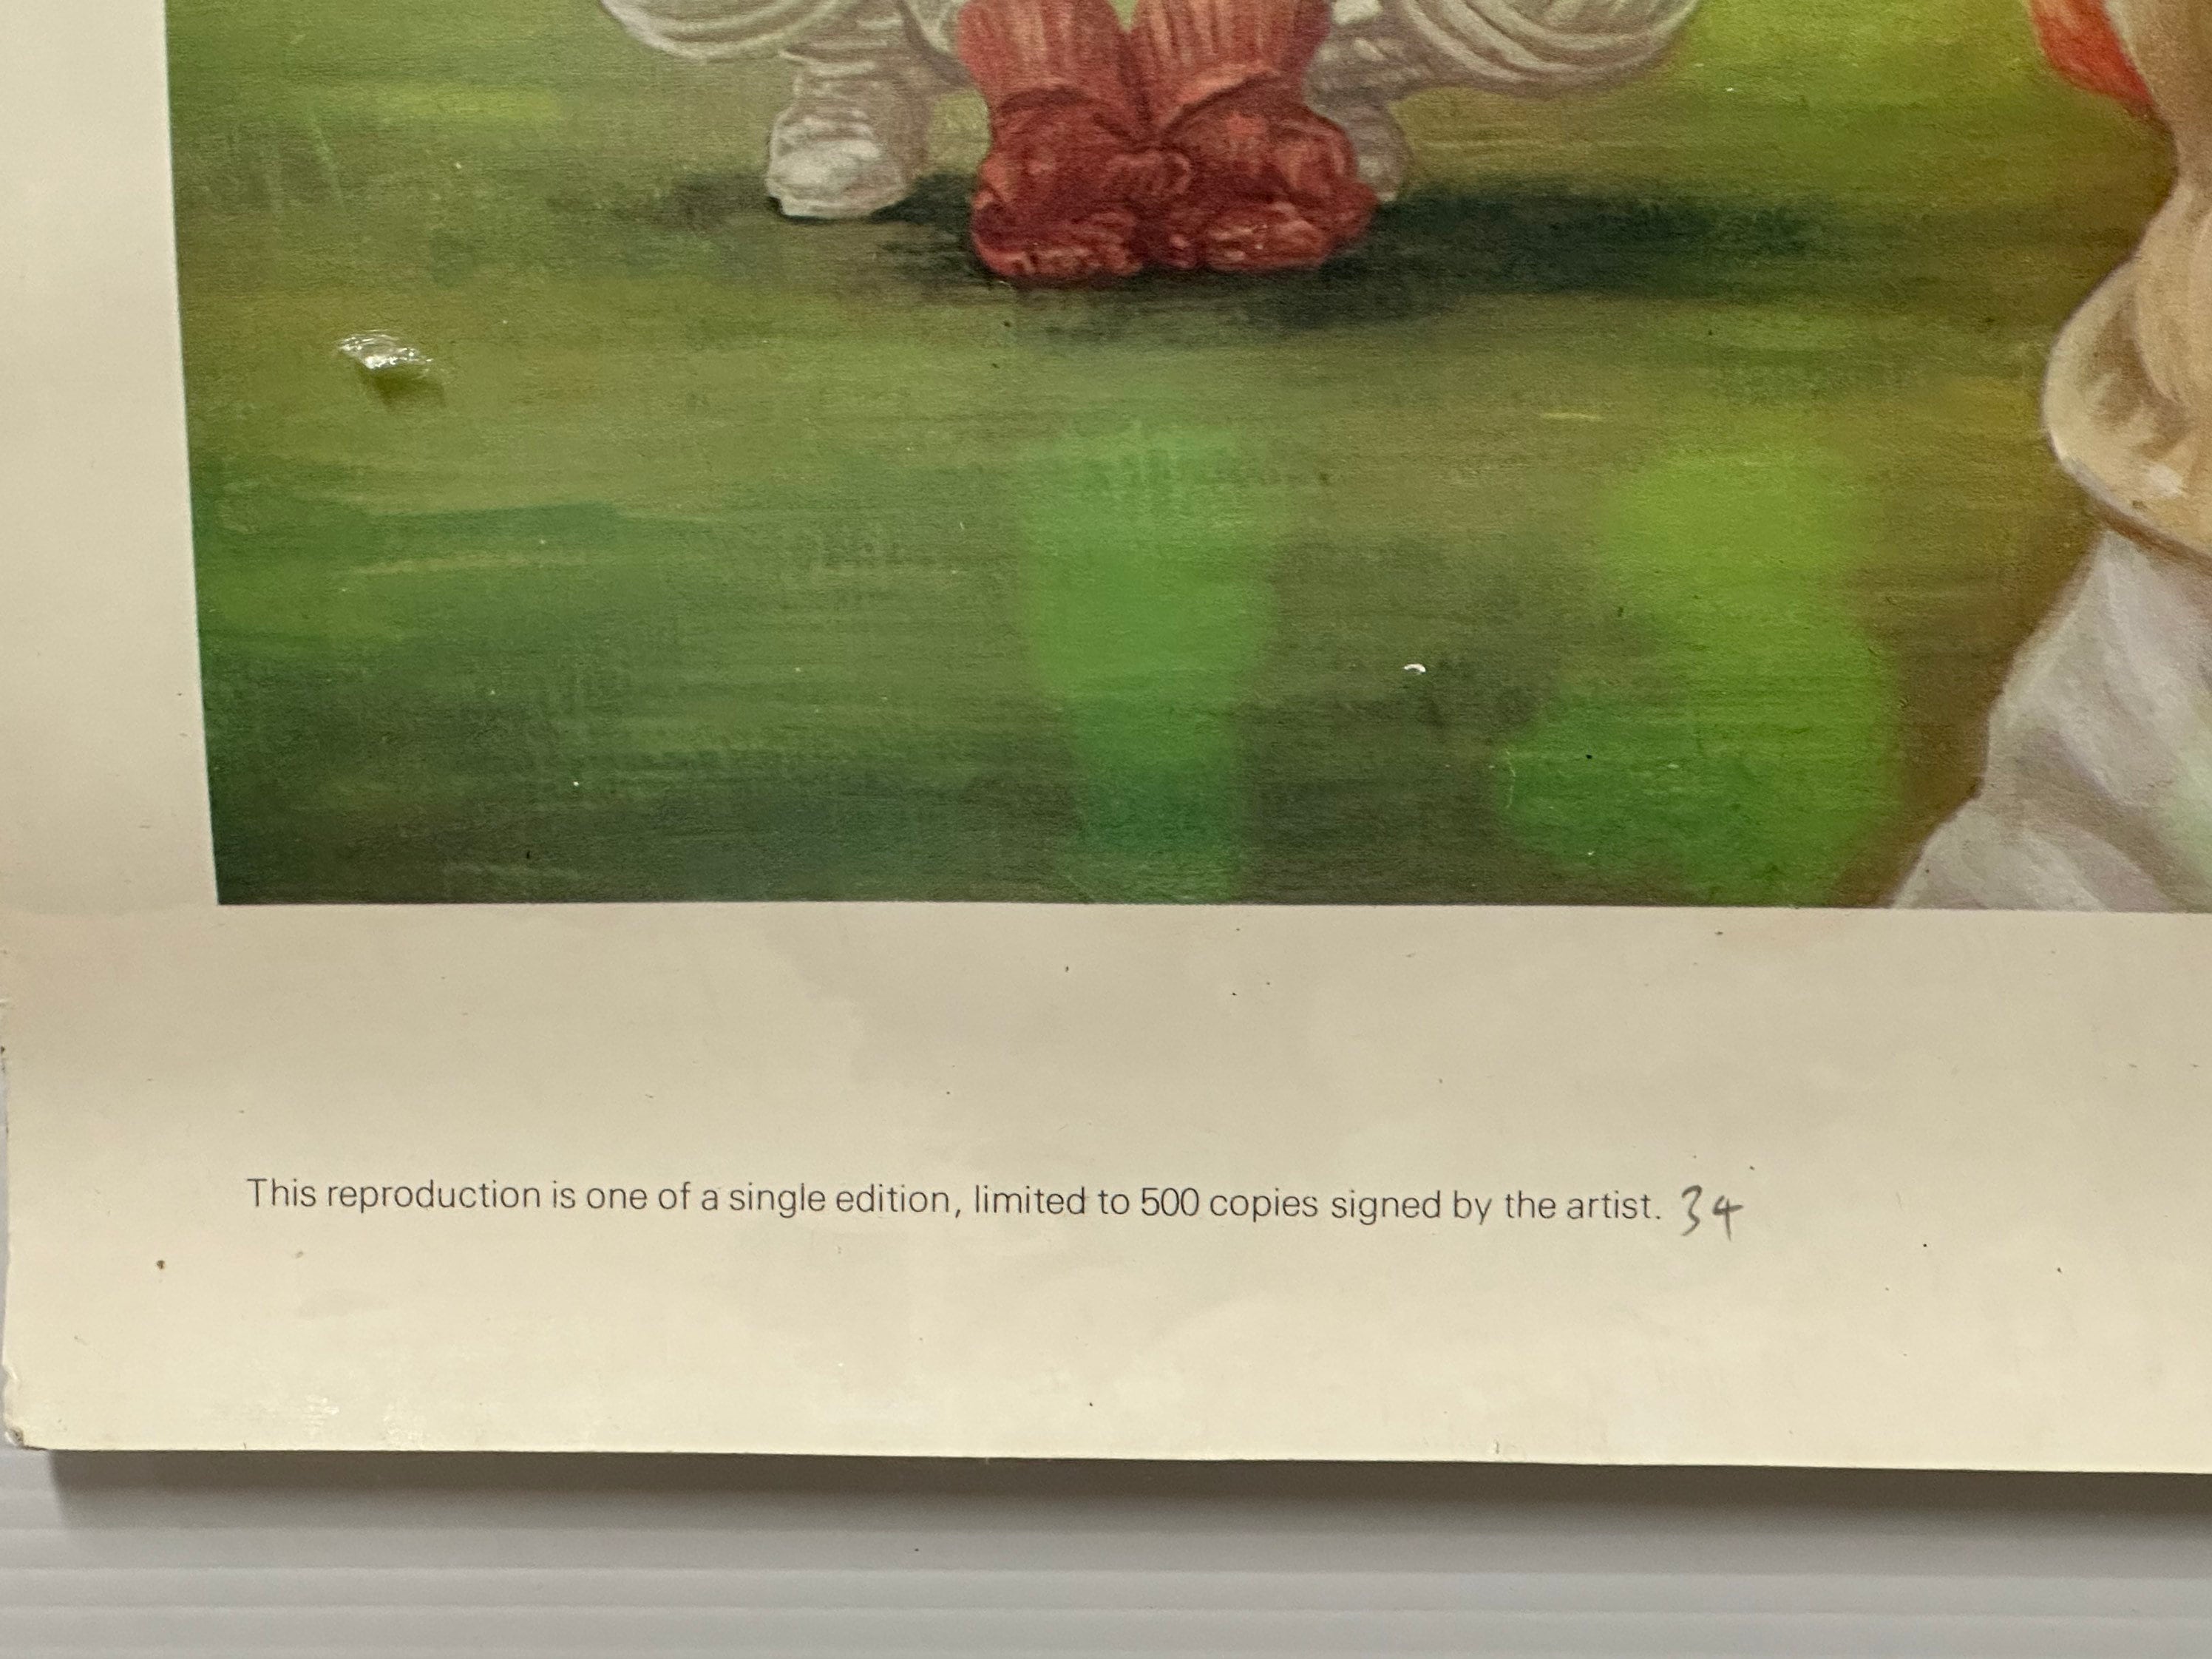 This reproduction is one of a single edition, limited to 500 copies signed by the artist. 34